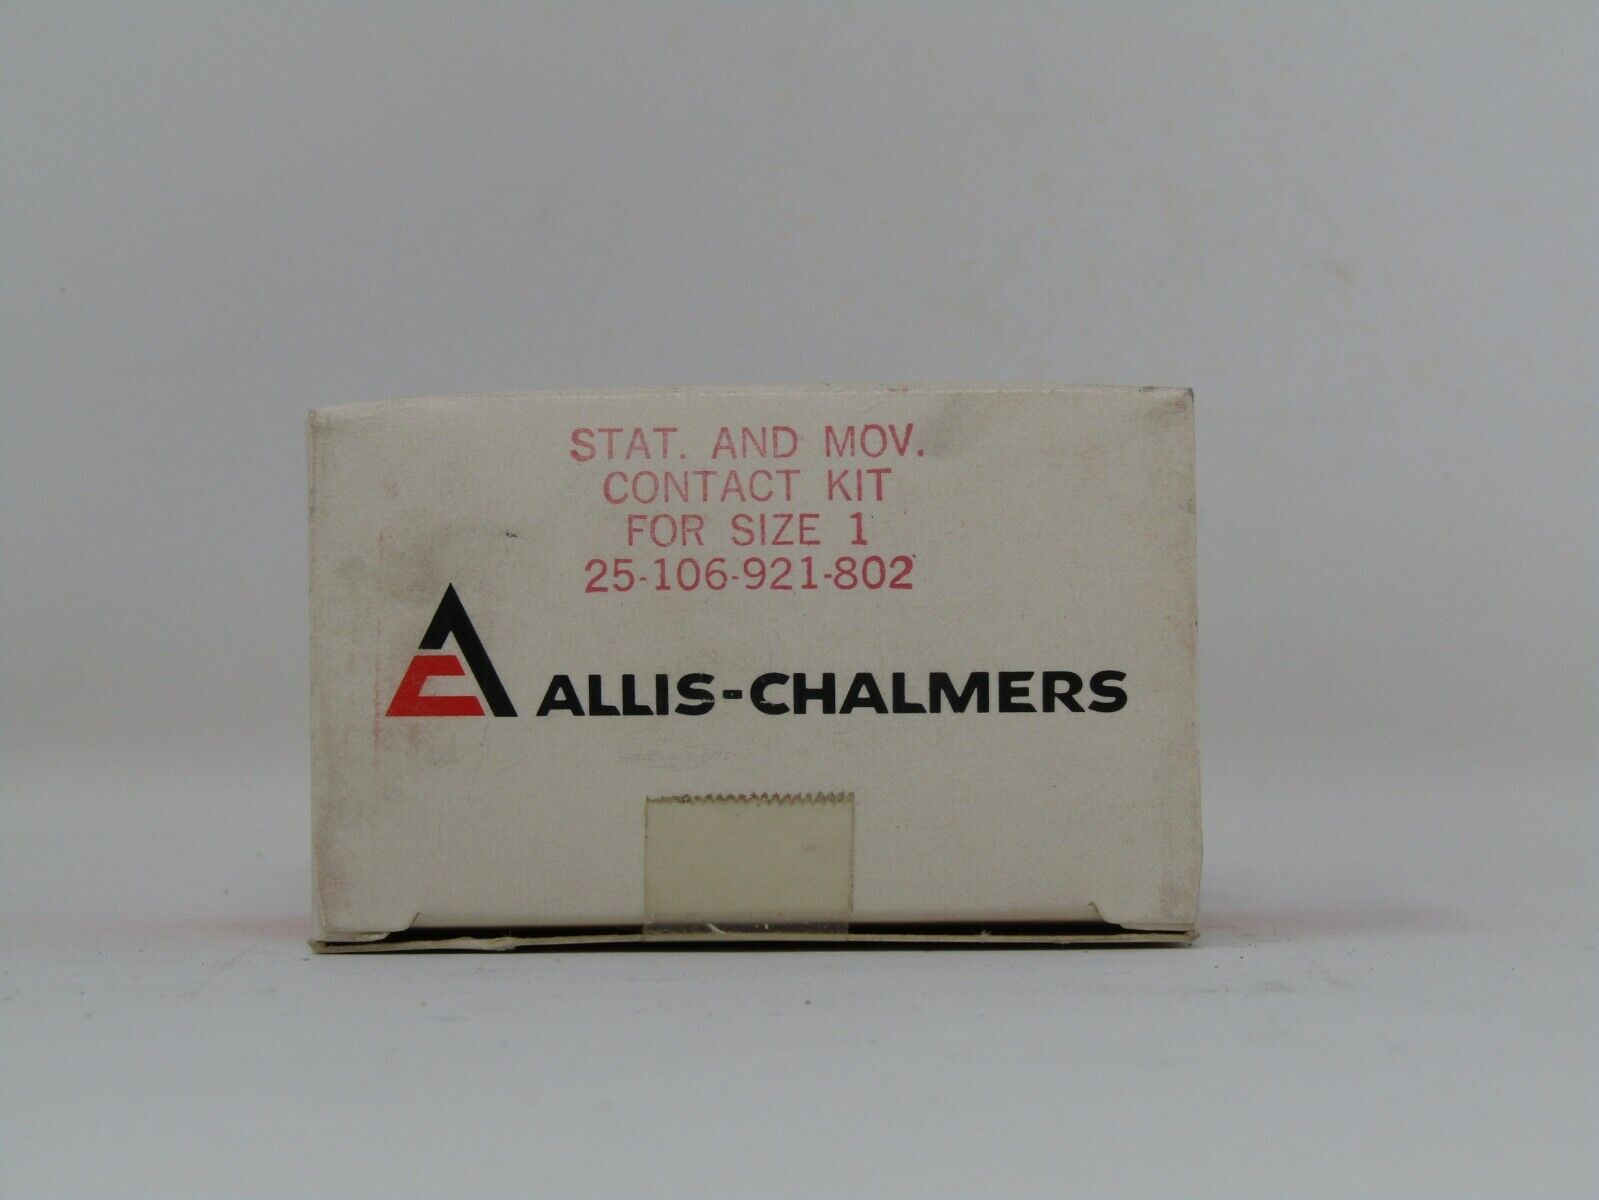 STAT. AND MOV.
CONTACT KIT
FOR SIZE 1
25-106-921-802
ALLIS-CHALMERS